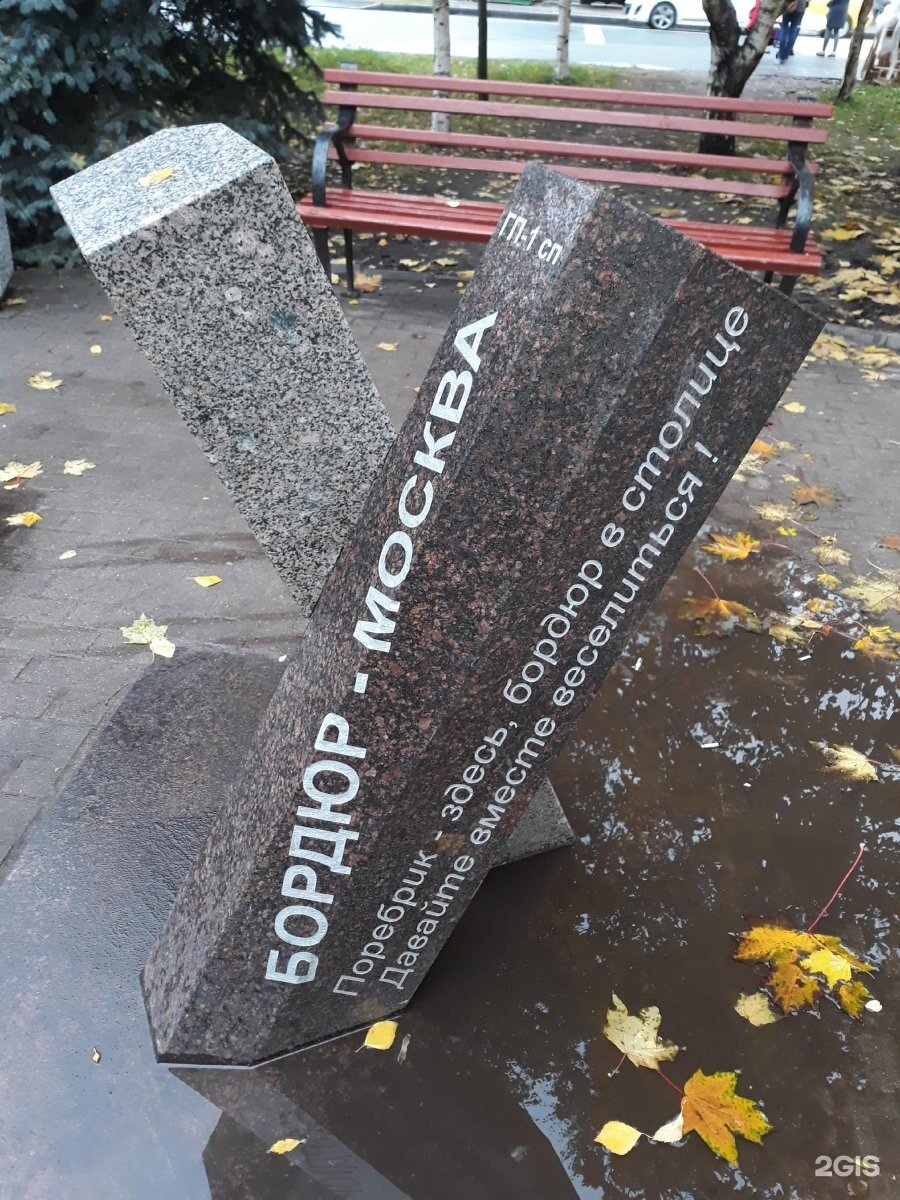 ГП-1 сп
БОРДЮР - МОСКВА
Поребрик - здесь, бордюр в столице
Давайте вместе веселиться !
2GIS